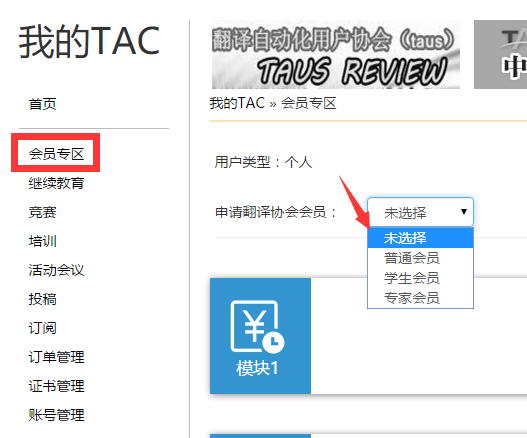 我的TAC
首页
会员专区
继续教育
竞赛
培训
活动会议
投稿
订阅
订单管理
证书管理
账号管理
翻译自动化用户协会（taus）
TAUS REVIEW
中
我的TAC » 会员专区
用户类型：个人
申请翻译协会会员：
未选择
未选择
普通会员
学生会员
专家会员
¥
模块1